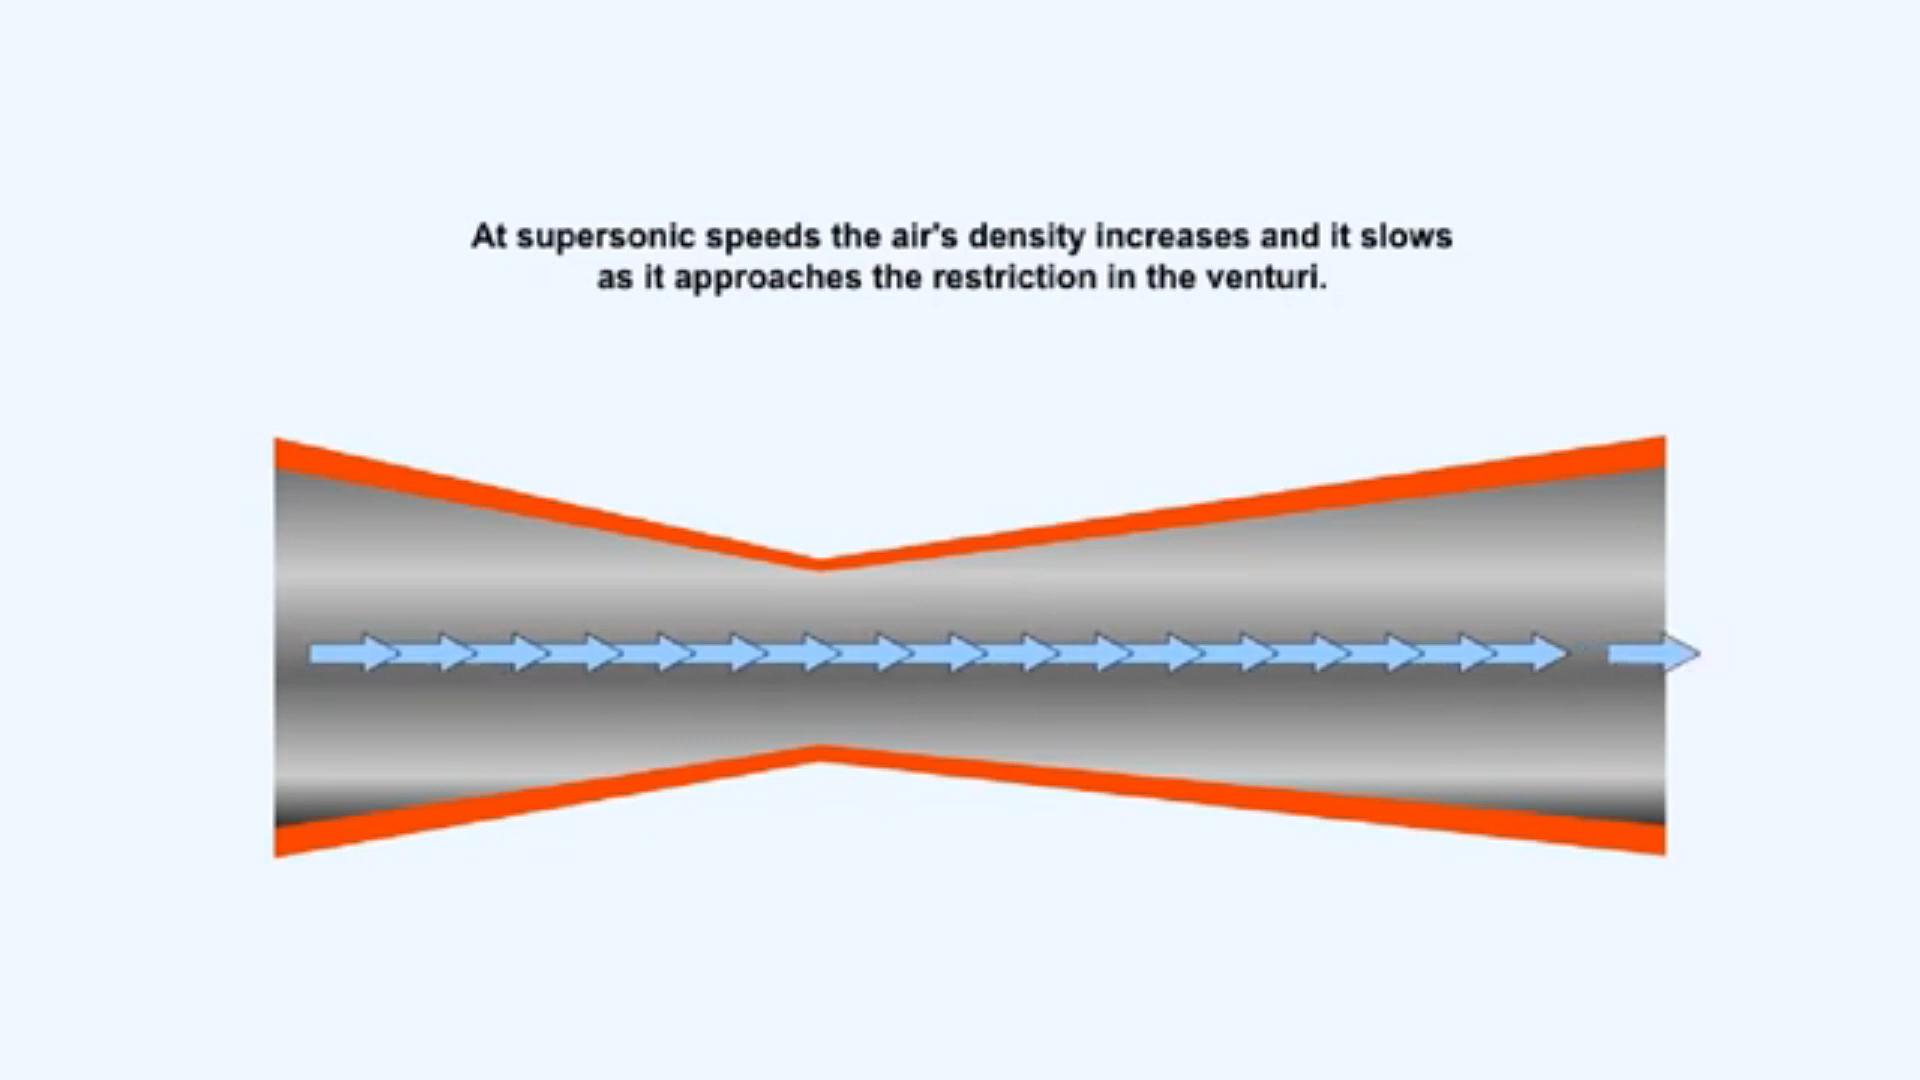 At supersonic speeds the air's density increases and it slows
as it approaches the restriction in the venturi.